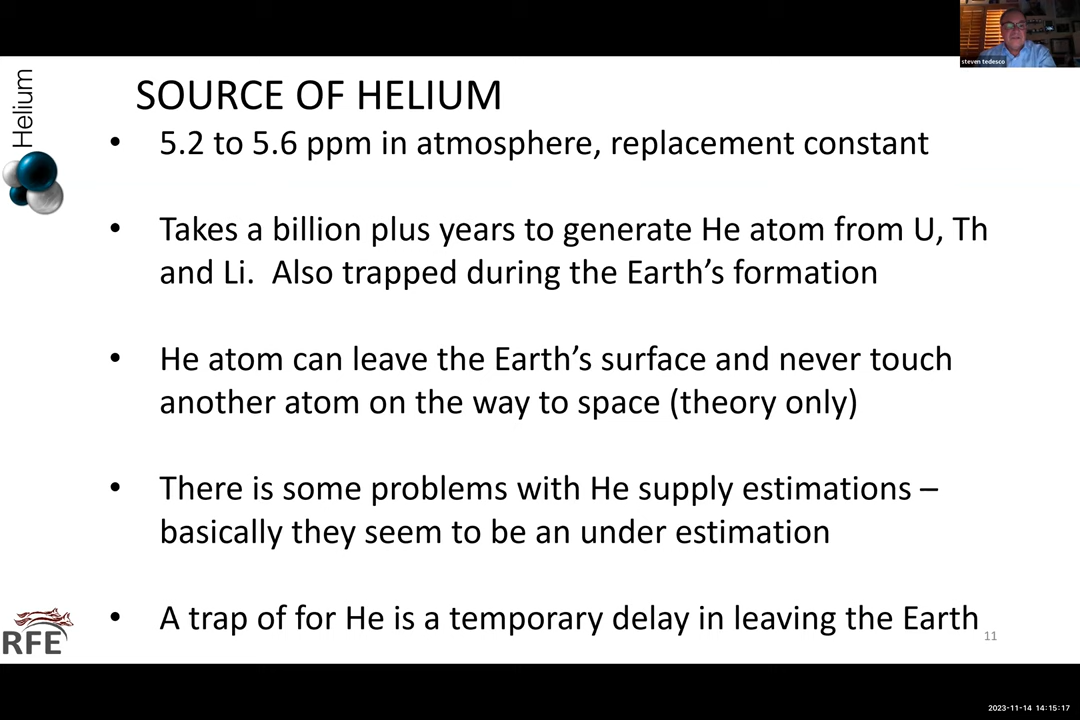 steven tedesco
Helium
SOURCE OF HELIUM
• 5.2 to 5.6 ppm in atmosphere, replacement constant
• Takes a billion plus years to generate He atom from U, Th
and Li.  Also trapped during the Earth’s formation
• He atom can leave the Earth’s surface and never touch
another atom on the way to space (theory only)
• There is some problems with He supply estimations –
basically they seem to be an under estimation
• A trap of for He is a temporary delay in leaving the Earth
11
RFE
2023-11-14 14:15:17